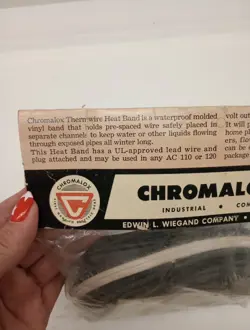 Chromalox Thermwire Heat Band is a waterproof molded
vinyl band that holds pre-spaced wire safely placed in
separate channels to keep water or other liquids flowing
through exposed pipes all winter long.
This Heat Band has a UL-approved lead wire and
plug attached and may be used in any AC 110 or 120
volt out
It will p
home pl
ers, flo
can be
package
CHROMALOX
CHROMALO
INDUSTRIAL · COM
EDWIN L. WIEGAND COMPANY